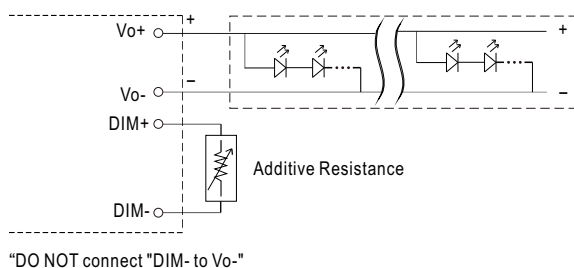 Vo+
+
+
Vo-
–
–
DIM+
Additive Resistance
DIM-
“DO NOT connect "DIM- to Vo-"